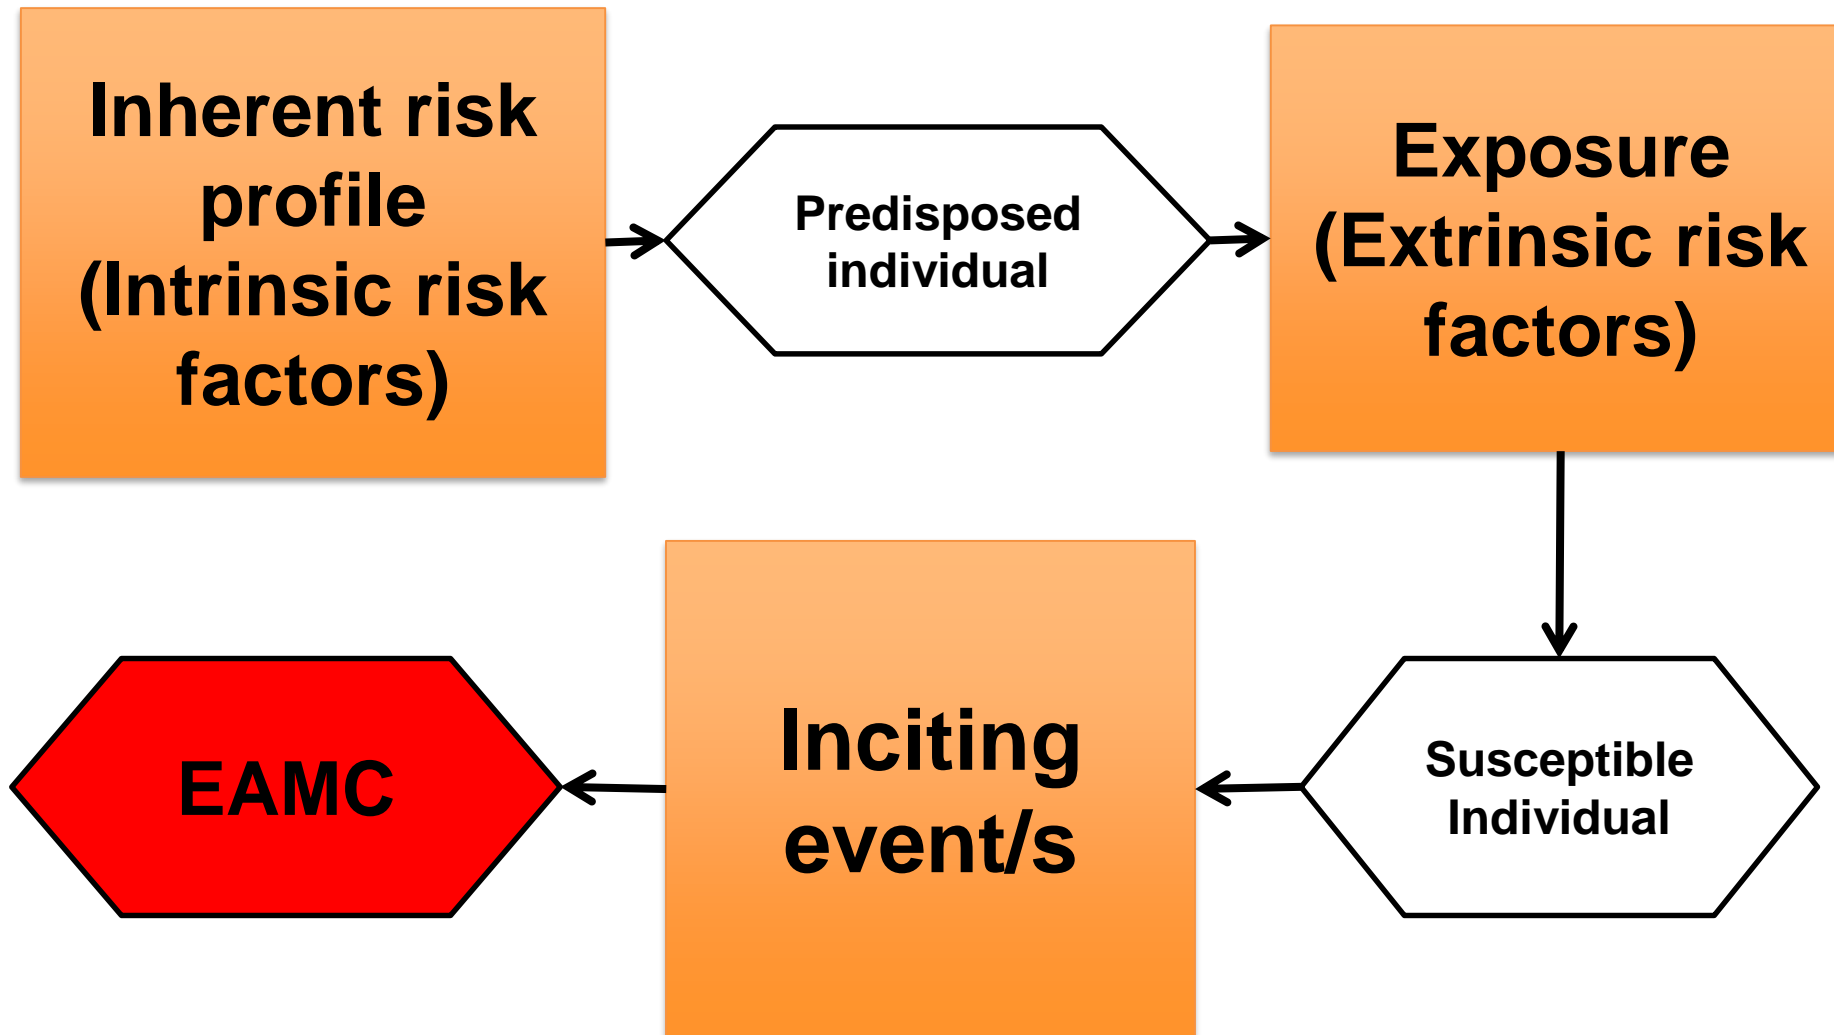 Inherent risk
profile
(Intrinsic risk
factors)
Predisposed
individual
Exposure
(Extrinsic risk
factors)
Susceptible
Individual
Inciting
event/s
EAMC